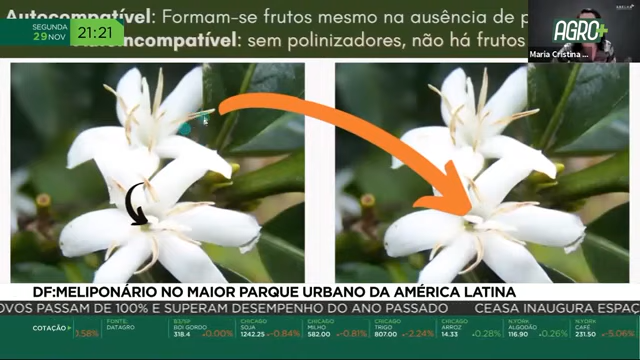 Autocompatível: Formam-se frutos mesmo na ausência de p
Autoincompatível: sem polinizadores, não há frutos
SEGUNDA
29 NOV
21:21
AGRO+
Maria Cristina ...
DF:MELIPONÁRIO NO MAIOR PARQUE URBANO DA AMÉRICA LATINA
OVOS PASSAM DE 100% E SUPERAM DESEMPENHO DO ANO PASSADO CEASA INAUGURA ESPAÇ
COTAÇÃO
3.58%
FONTE:
DATAGRO
B3/SP
BOI GORDO
318.4 +0.00%
CHICAGO
SOJA
1242.25 -0.84%
CHICAGO
MILHO
582.00 -0.81%
CHICAGO
TRIGO
807.00 -2.24%
CHICAGO
ARROZ
14.33 +0.28%
N.YORK
ALGODÃO
116.90 +0.26%
N.YORK
CAFÉ
231.50 -5.06%